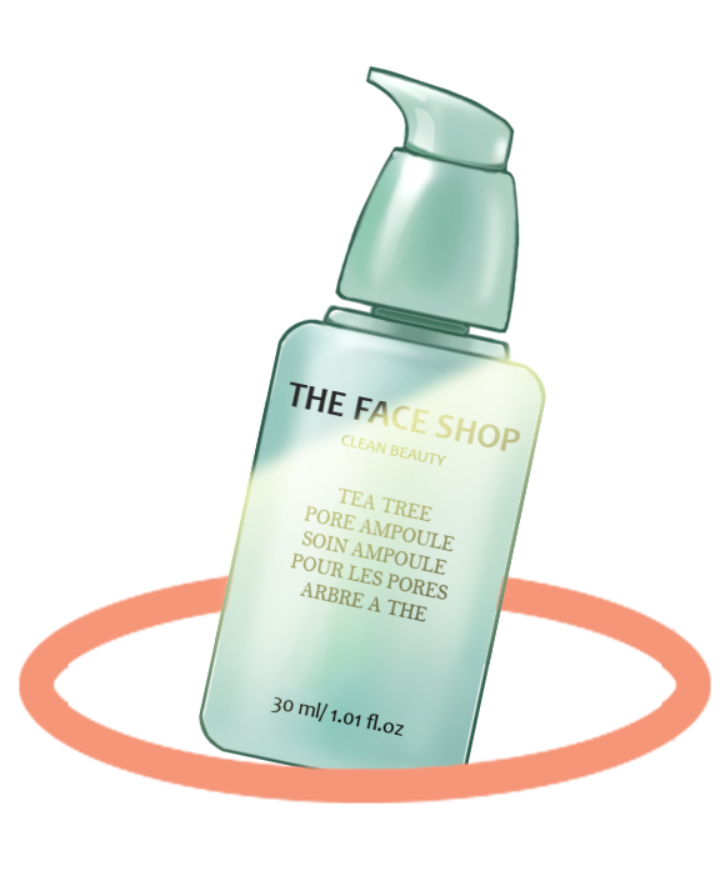 THE FACE SHOP
CLEAN BEAUTY
TEA TREE
PORE AMPOULE
SOIN AMPOULE
POUR LES PORES
ARBRE A THE
30 ml/ 1.01 fl.oz